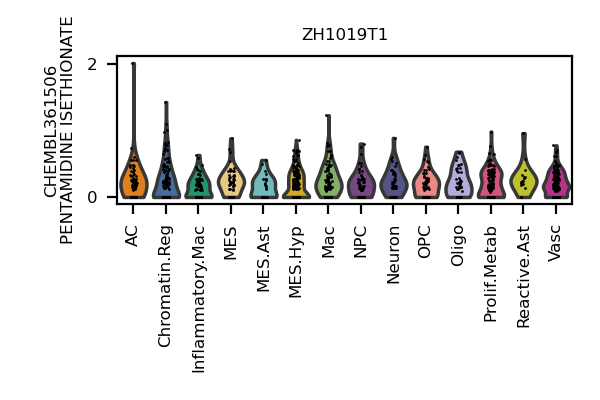 ZH1019T1
CHEMBL361506
PENTAMIDINE ISETHIONATE
2
0
AC
Chromatin.Reg
Inflammatory.Mac
MES
MES.Ast
MES.Hyp
Mac
NPC
Neuron
OPC
Oligo
Prolif.Metab
Reactive.Ast
Vasc